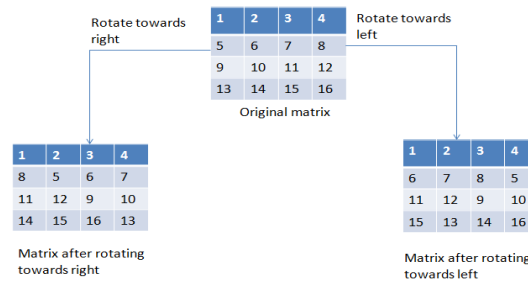 Rotate towards
right
1 2 3 4
5 6 7 8
9 10 11 12
13 14 15 16
Rotate towards
left
Original matrix
1 2 3 4
8 5 6 7
11 12 9 10
14 15 16 13
Matrix after rotating
towards right
1 2 3 4
6 7 8 5
11 12 9 10
15 13 14 16
Matrix after rotating
towards left